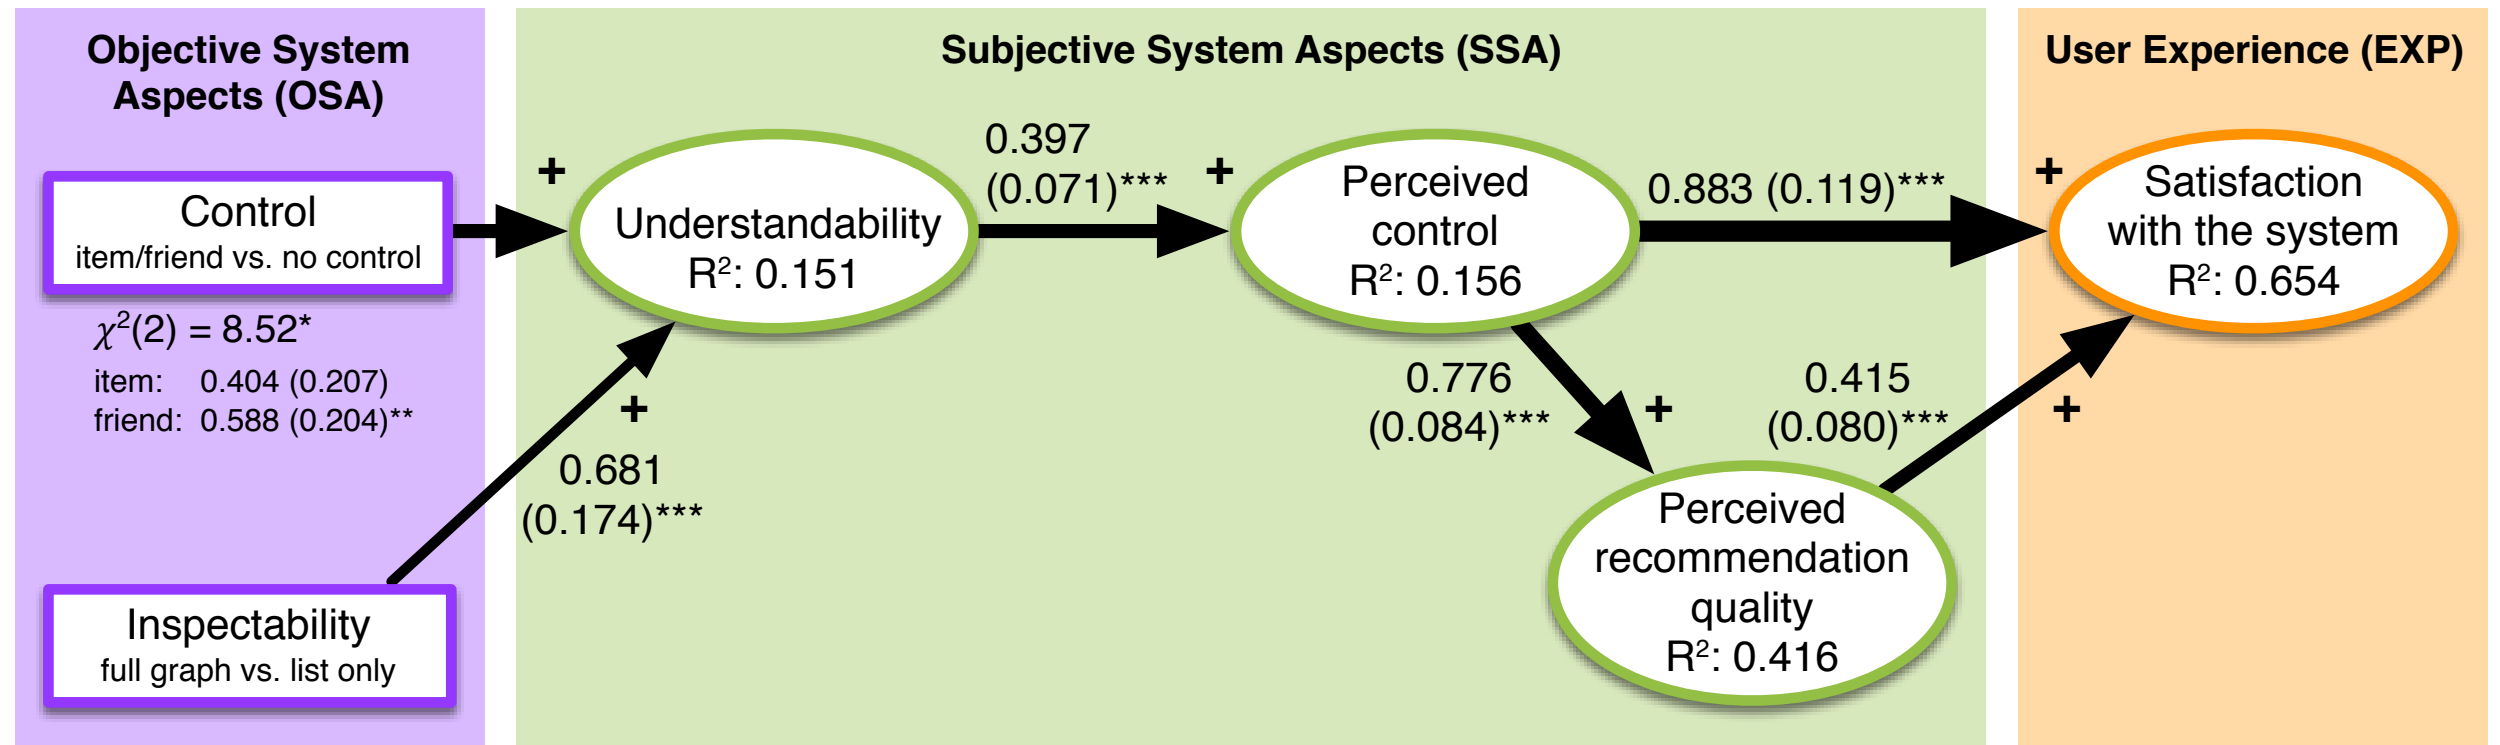 Objective System
Aspects (OSA)
Control
item/friend vs. no control
χ²(2) = 8.52*
item: 0.404 (0.207)
friend: 0.588 (0.204)**
Inspectability
full graph vs. list only
Subjective System Aspects (SSA)
+
Understandability
R²: 0.151
+
0.681
(0.174)***
0.397
(0.071)***
+
Perceived
control
R²: 0.156
0.776
(0.084)***
+
Perceived
recommendation
quality
R²: 0.416
0.883 (0.119)***
0.415
(0.080)***
User Experience (EXP)
+
Satisfaction
with the system
R²: 0.654
+